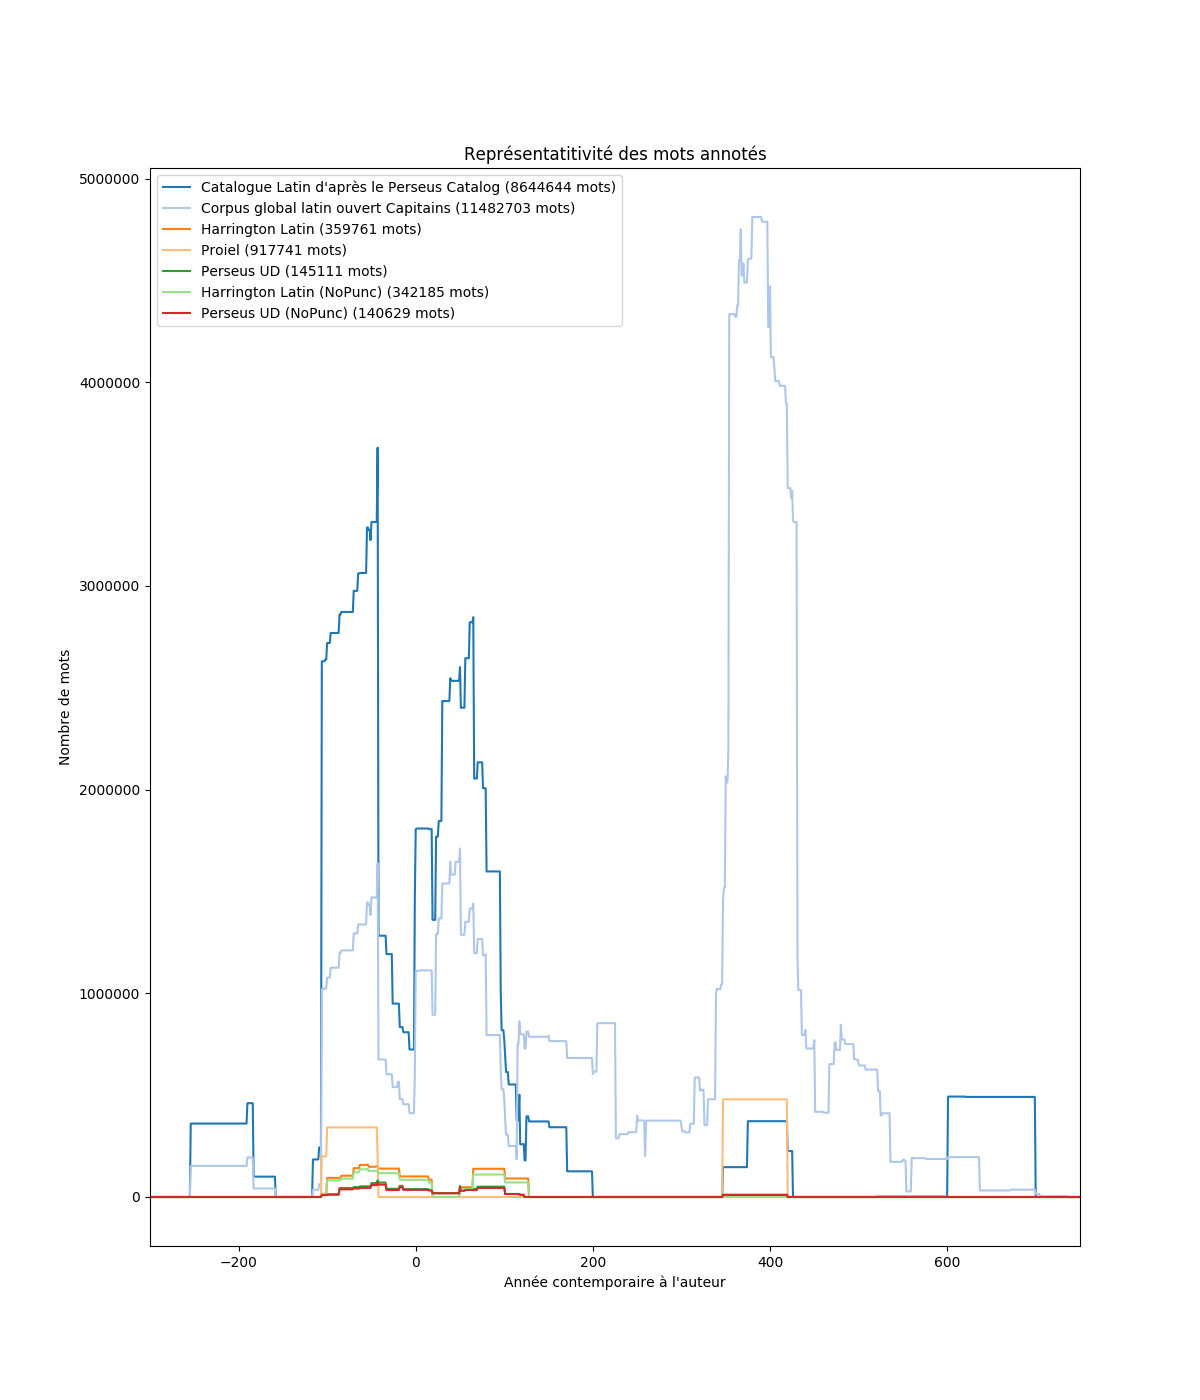 Représentatitivité des mots annotés
Catalogue Latin d'après le Perseus Catalog (8644644 mots)
Corpus global latin ouvert Capitains (11482703 mots)
Harrington Latin (359761 mots)
Proiel (917741 mots)
Perseus UD (145111 mots)
Harrington Latin (NoPunc) (342185 mots)
Perseus UD (NoPunc) (140629 mots)
5000000
4000000
3000000
2000000
1000000
0
Nombre de mots
−200
0
200
400
600
Année contemporaire à l'auteur